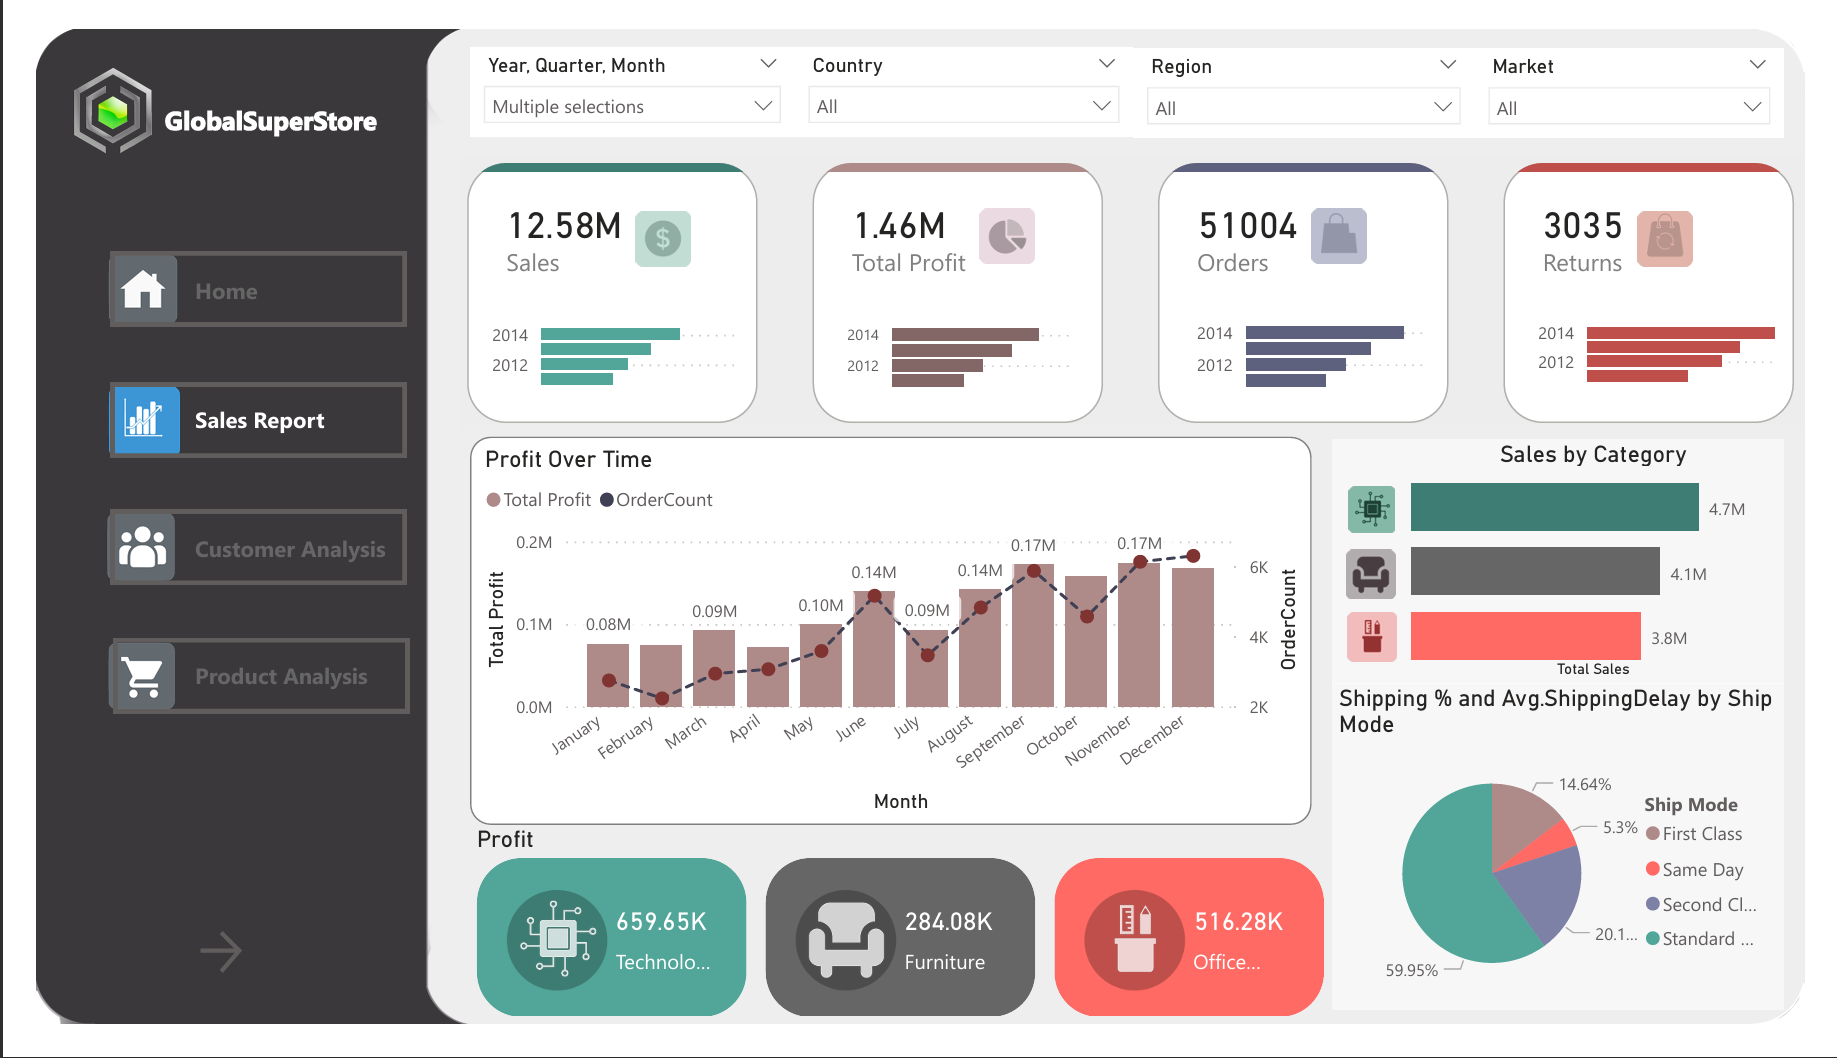 GlobalSuperStore
Home
Sales Report
Customer Analysis
Product Analysis
Year, Quarter, Month
Multiple selections
Country
All
Region
All
Market
All
12.58M
Sales
2014
2012
1.46M
Total Profit
2014
2012
51004
Orders
2014
2012
3035
Returns
2014
2012
Profit Over Time
Total Profit OrderCount
0.2M
0.1M
0.0M
Total Profit
0.08M
0.09M
0.10M
0.14M
0.09M
0.14M
0.17M
0.17M
6K
4K
2K
OrderCount
January
February
March
April
May
June
July
August
September
October
November
December
Month
Sales by Category
4.7M
4.1M
3.8M
Total Sales
Shipping % and Avg.ShippingDelay by Ship
Mode
14.64%
5.3%
20.1...
59.95%
Ship Mode
First Class
Same Day
Second Cl...
Standard ...
Profit
659.65K
Technolo...
284.08K
Furniture
516.28K
Office...